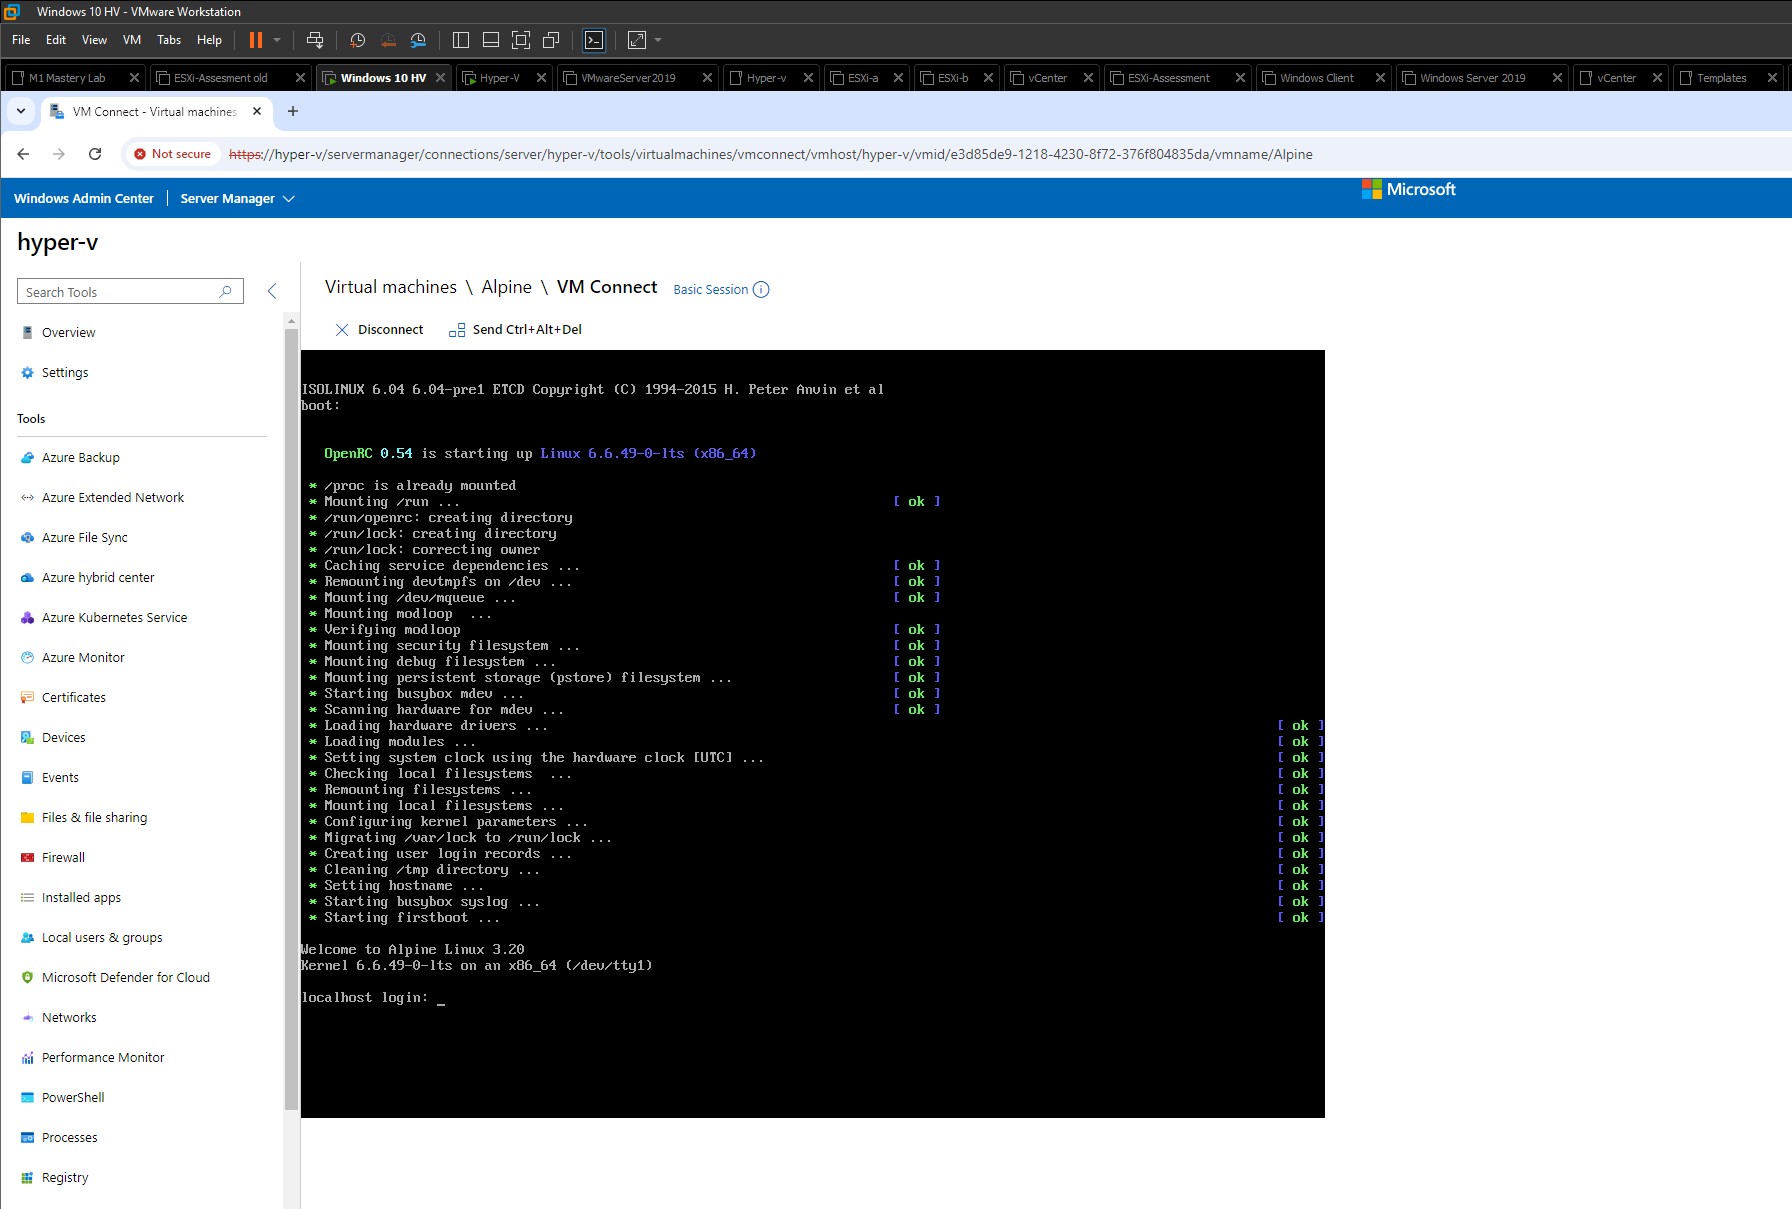 Windows 10 HV - VMware Workstation
File Edit View VM Tabs Help
M1 Mastery Lab ESXi-Assesment old Windows 10 HV Hyper-V VMwareServer2019 Hyper-v ESXi-a ESXi-b vCenter ESXi-Assessment Windows Client Windows Server 2019 vCenter Templates
VM Connect - Virtual machines
Not secure https://hyper-v/servermanager/connections/server/hyper-v/tools/virtualmachines/vmconnect/vmhost/hyper-v/vmid/e3d85de9-1218-4230-8f72-376f804835da/vmname/Alpine
Windows Admin Center Server Manager Microsoft
hyper-v
Search Tools
Overview
Settings
Tools
Azure Backup
Azure Extended Network
Azure File Sync
Azure hybrid center
Azure Kubernetes Service
Azure Monitor
Certificates
Devices
Events
Files & file sharing
Firewall
Installed apps
Local users & groups
Microsoft Defender for Cloud
Networks
Performance Monitor
PowerShell
Processes
Registry
Virtual machines \ Alpine \ VM Connect Basic Session
Disconnect Send Ctrl+Alt+Del
ISOLINUX 6.04 6.04-pre1 ETCD Copyright (C) 1994-2015 H. Peter Anvin et al
boot:
OpenRC 0.54 is starting up Linux 6.6.49-0-lts (x86_64)
* /proc is already mounted
* Mounting /run ... [ ok ]
* /run/openrc: creating directory
* /run/lock: creating directory
* /run/lock: correcting owner
* Caching service dependencies ... [ ok ]
* Remounting devtmpfs on /dev ... [ ok ]
* Mounting /dev/mqueue ... [ ok ]
* Mounting modloop ...
* Verifying modloop [ ok ]
* Mounting security filesystem ... [ ok ]
* Mounting debug filesystem ... [ ok ]
* Mounting persistent storage (pstore) filesystem ... [ ok ]
* Starting busybox mdev ... [ ok ]
* Scanning hardware for mdev ... [ ok ]
* Loading hardware drivers ... [ ok ]
* Loading modules ... [ ok ]
* Setting system clock using the hardware clock [UTC] ... [ ok ]
* Checking local filesystems ... [ ok ]
* Remounting filesystems ... [ ok ]
* Mounting local filesystems ... [ ok ]
* Configuring kernel parameters ... [ ok ]
* Migrating /var/lock to /run/lock ... [ ok ]
* Creating user login records ... [ ok ]
* Cleaning /tmp directory ... [ ok ]
* Setting hostname ... [ ok ]
* Starting busybox syslog ... [ ok ]
* Starting firstboot ... [ ok ]
Welcome to Alpine Linux 3.20
Kernel 6.6.49-0-lts on an x86_64 (/dev/tty1)
localhost login: _